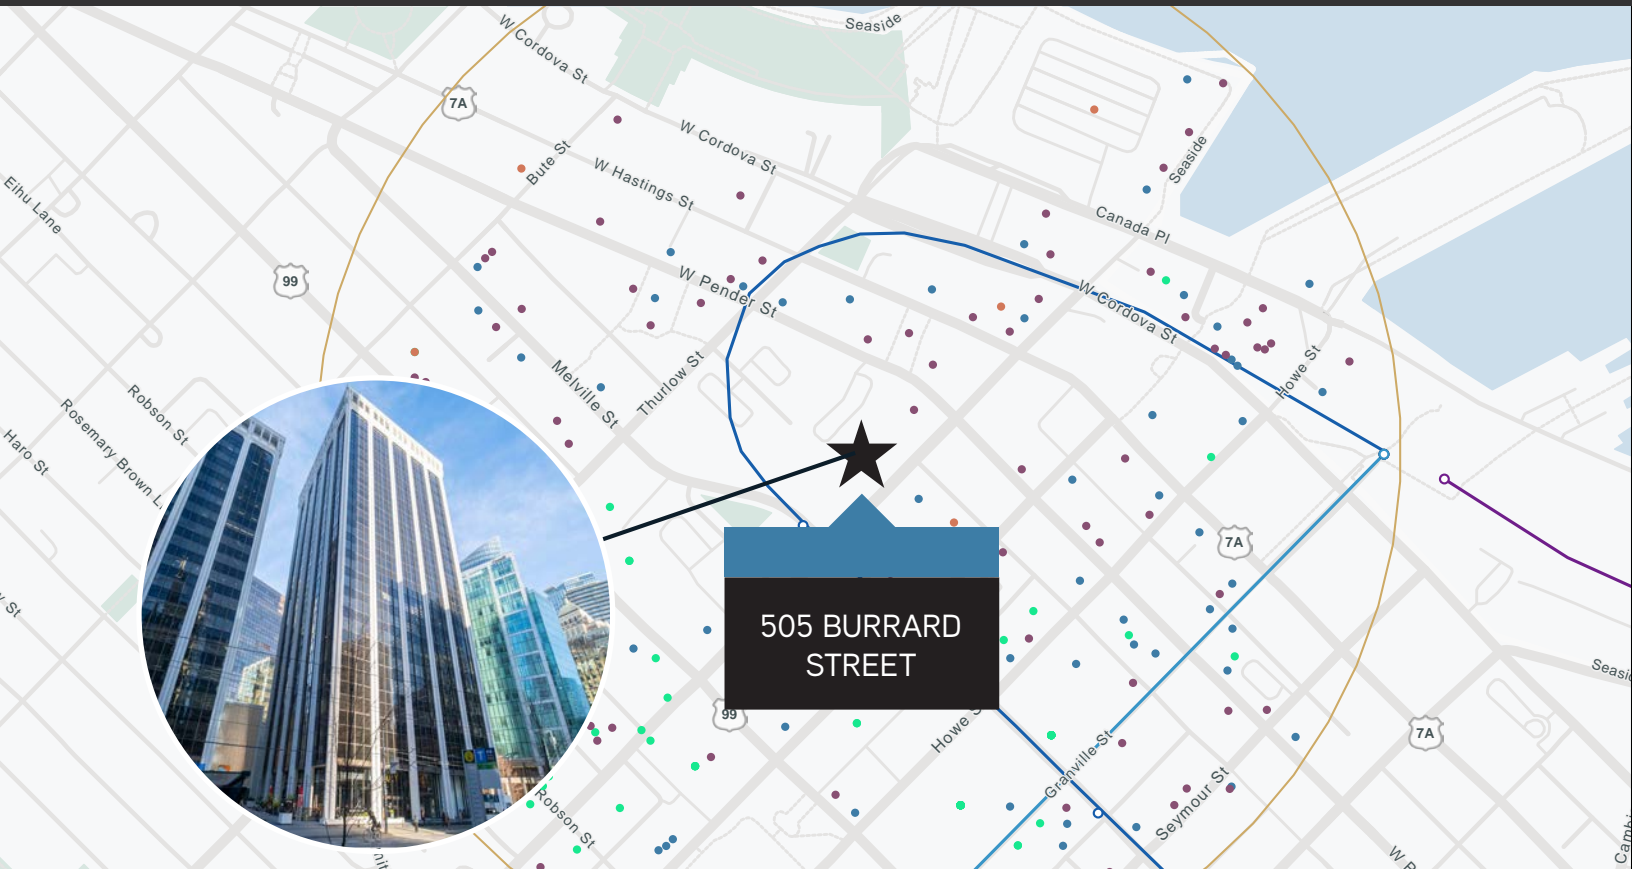 Seaside
W Cordova St
7A
W Cordova St
Bute St
W Hastings St
Seaside
Eihu Lane
Canada Pl
99
W Pender St
W Cordova St
Howe St
Melville St
Thurlow St
Robson St
Rosemary Brown
Haro St
7A
St
505 BURRARD
STREET
Seasi
99
Howe S
7A
Granville St
Seymour St
Robson St
W